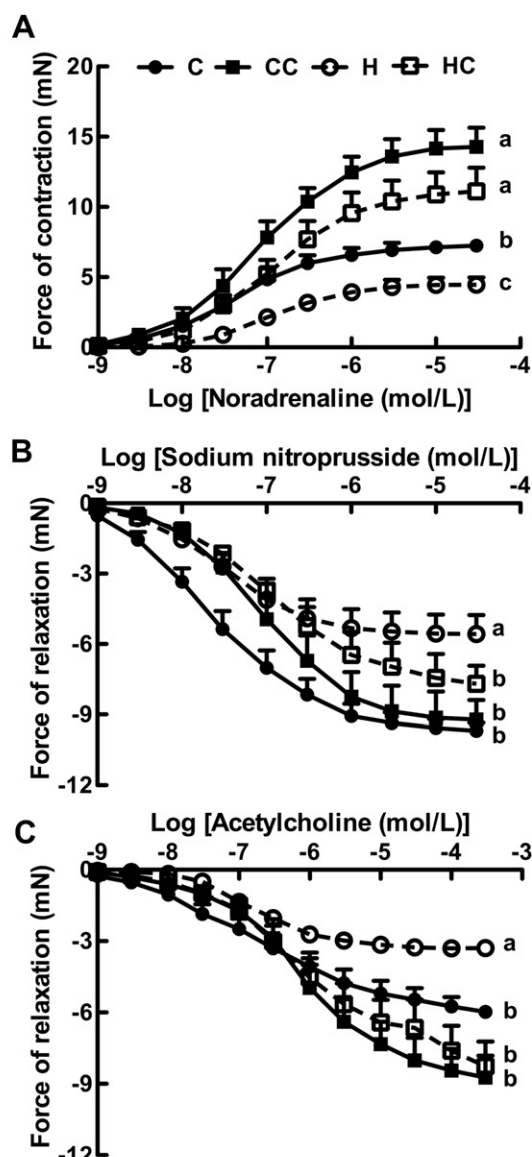 A
C CC H HC
20
15
10
5
0
Force of contraction (mN)
a
a
b
c
-9 -8 -7 -6 -5 -4
Log [Noradrenaline (mol/L)]
B
Log [Sodium nitroprusside (mol/L)]
-9 -8 -7 -6 -5 -4
0
-3
-6
-9
-12
Force of relaxation (mN)
a
b
b
b
C
Log [Acetylcholine (mol/L)]
-9 -8 -7 -6 -5 -4 -3
0
-3
-6
-9
-12
Force of relaxation (mN)
a
b
b
b